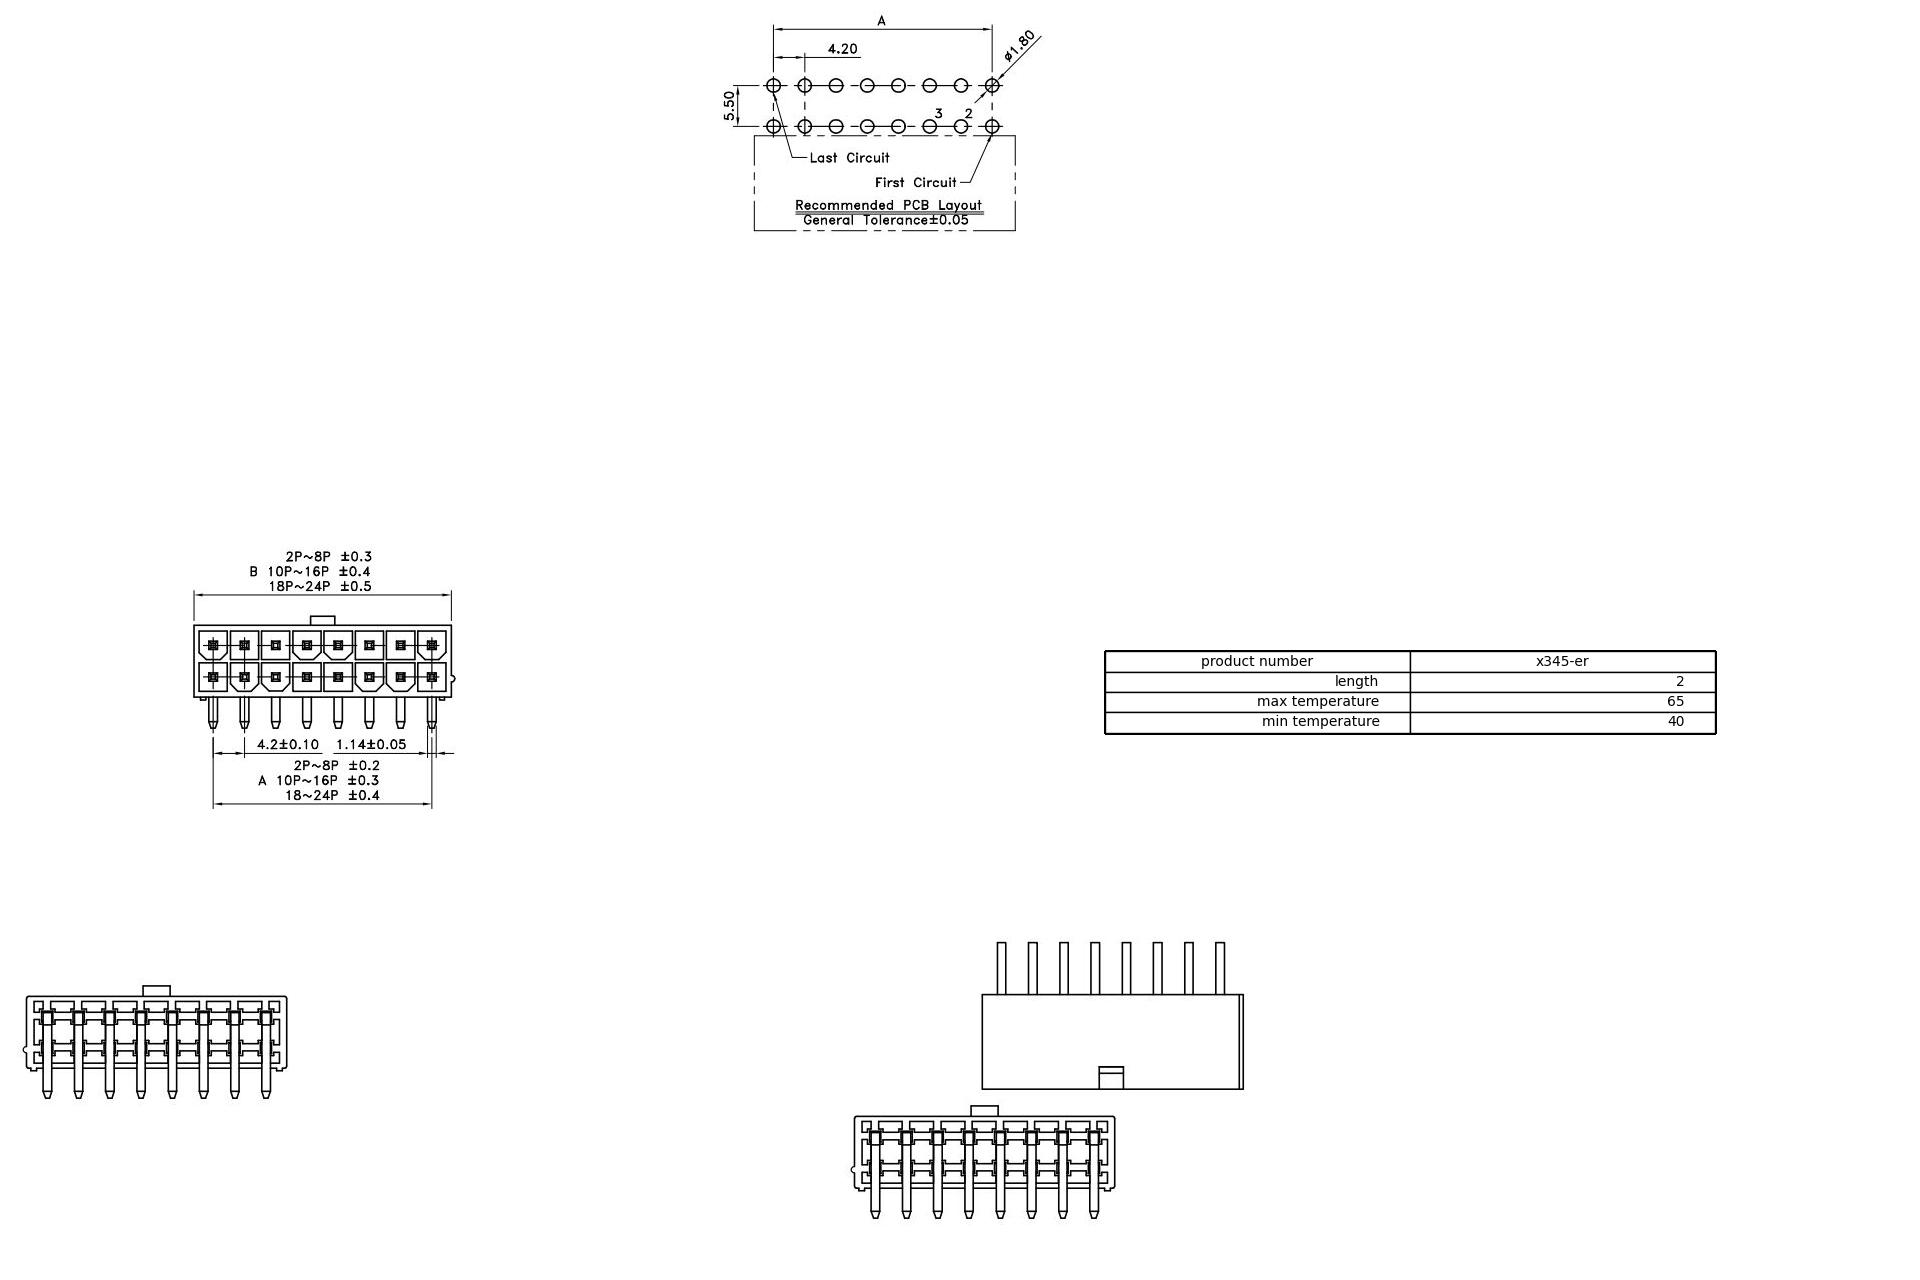 A
4.20
ø1.80
5.50
3 2
Last Circuit
First Circuit
Recommended PCB Layout
General Tolerance±0.05
2P~8P ±0.3
B 10P~16P ±0.4
18P~24P ±0.5
4.2±0.10 1.14±0.05
2P~8P ±0.2
A 10P~16P ±0.3
18~24P ±0.4
product number x345-er
length 2
max temperature 65
min temperature 40